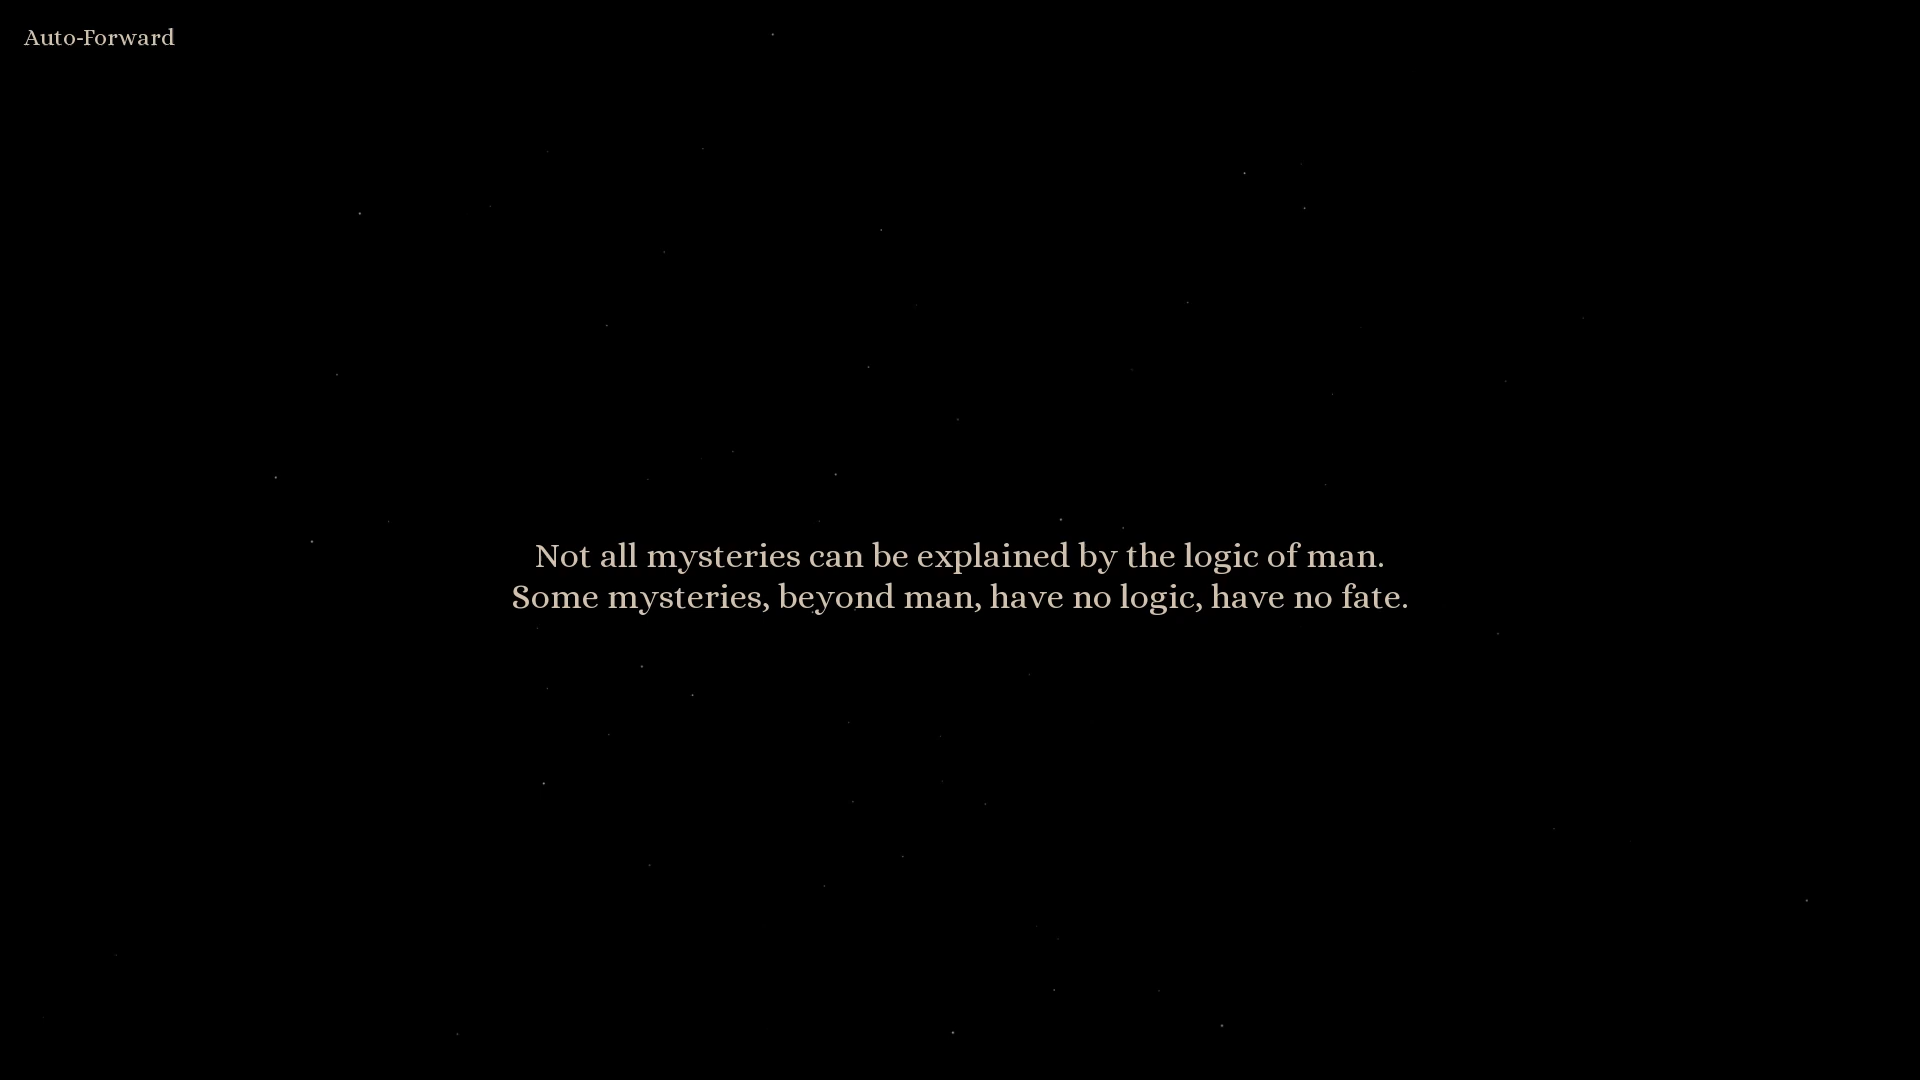 Auto-Forward
Not all mysteries can be explained by the logic of man.
Some mysteries, beyond man, have no logic, have no fate.